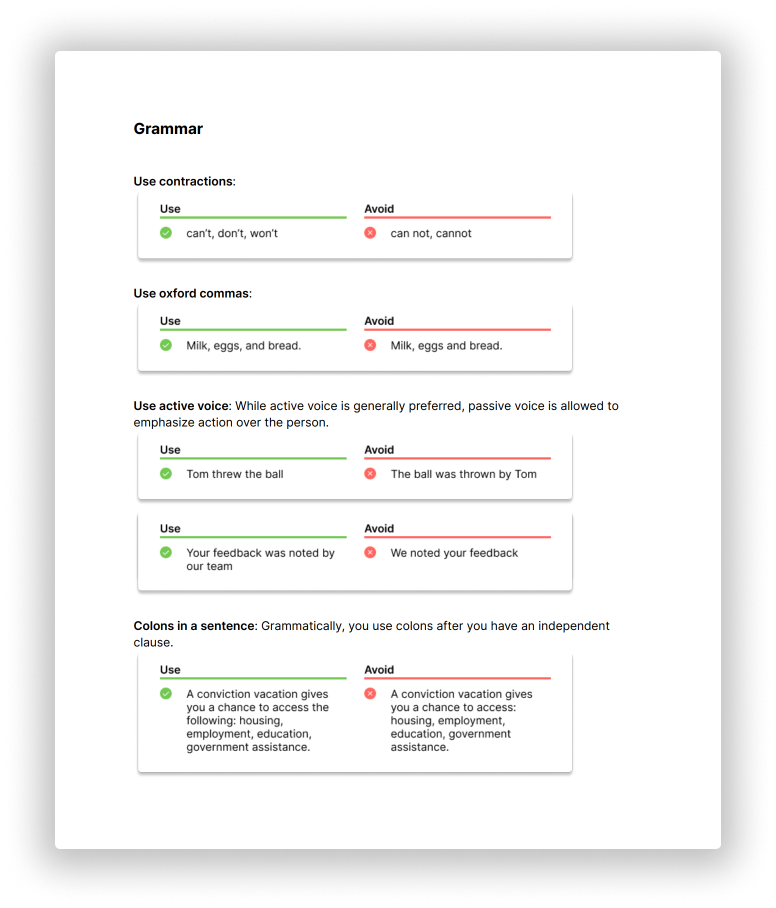 Grammar
Use contractions:
Use
Avoid
can't, don't, won't
can not, cannot
Use oxford commas:
Use
Avoid
Milk, eggs, and bread.
Milk, eggs and bread.
Use active voice: While active voice is generally preferred, passive voice is allowed to
emphasize action over the person.
Use
Avoid
Tom threw the ball
The ball was thrown by Tom
Use
Avoid
Your feedback was noted by
our team
We noted your feedback
Colons in a sentence: Grammatically, you use colons after you have an independent
clause.
Use
Avoid
A conviction vacation gives
you a chance to access the
following: housing,
employment, education,
government assistance.
A conviction vacation gives
you a chance to access:
housing, employment,
education, government
assistance.